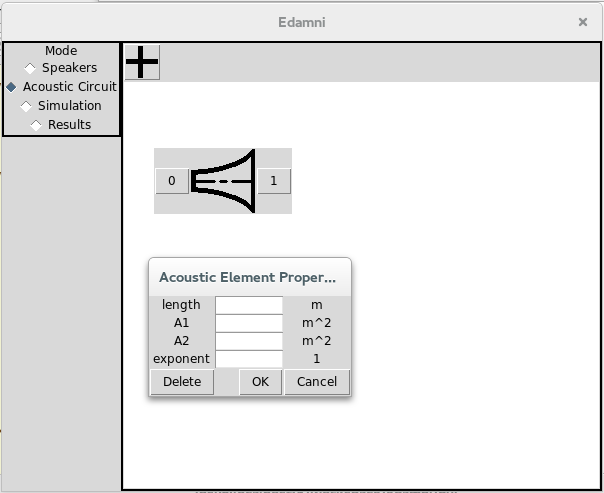 Edamni
Mode
Speakers
Acoustic Circuit
Simulation
Results
0 1
Acoustic Element Proper...
length m
A1 m^2
A2 m^2
exponent 1
Delete OK Cancel